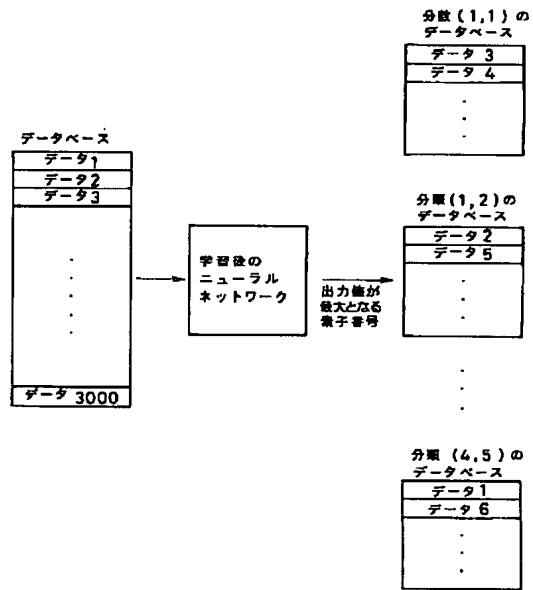 データベース
データ1
データ2
データ3
データ 3000
学習後の
ニューラル
ネットワーク
出力値が
最大となる
素子番号
分類(1,1)の
データベース
データ 3
データ 4
分類(1,2)の
データベース
データ2
データ5
分類 (4,5)の
データベース
データ1
データ6